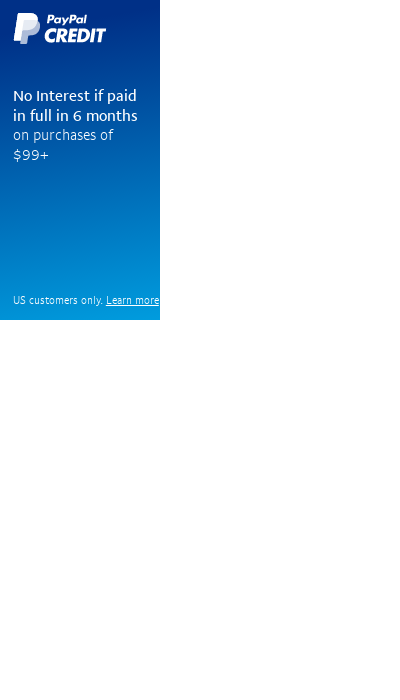 PayPal
CREDIT
No Interest if paid
in full in 6 months
on purchases of
$99+
US customers only. Learn more